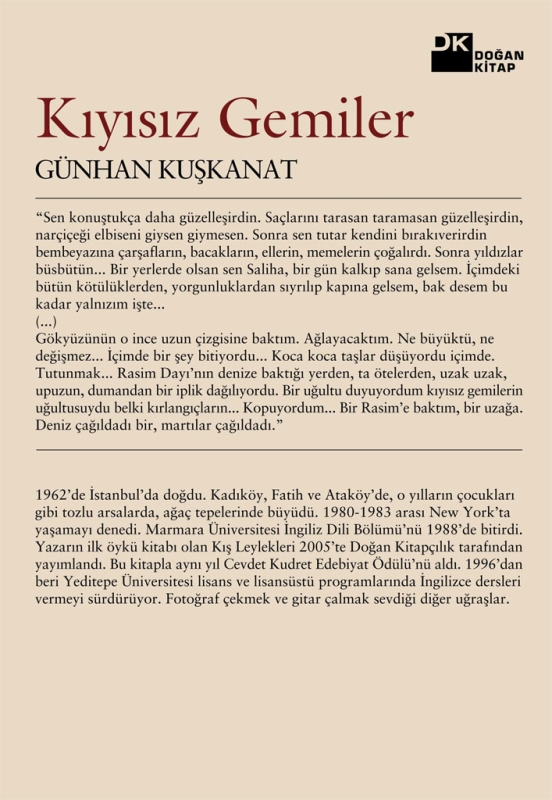 DK
DOĞAN
KİTAP
Kıyısız Gemiler
GÜNHAN KUŞKANAT
“Sen konuştukça daha güzelleşirdin. Saçlarını tarasan taramasan güzelleşirdin,
narçiçeği elbiseni giysen giymesen. Sonra sen tutar kendini bırakıverirdin
bembeyazına çarşafların, bacakların, ellerin, memelerin çoğalırdı. Sonra yıldızlar
büsbütün... Bir yerlerde olsan sen Saliha, bir gün kalkıp sana gelsem. İçimdeki
bütün kötülüklerden, yorgunluklardan sıyrılıp kapına gelsem, bak desem bu
kadar yalnızım işte...
(...)
Gökyüzünün o ince uzun çizgisine baktım. Ağlayacaktım. Ne büyüktü, ne
değişmez... İçimde bir şey bitiyordu... Koca koca taşlar düşüyordu içimde.
Tutunmak... Rasim Dayı’nın denize baktığı yerden, ta ötelerden, uzak uzak,
upuzun, dumandan bir iplik dağılıyordu. Bir uğultu duyuyordum kıyısız gemilerin
uğultusuydu belki kırlangıçların... Kopuyordum... Bir Rasim’e baktım, bir uzağa.
Deniz çağıldadı bir, martılar çağıldadı.”
1962’de İstanbul’da doğdu. Kadıköy, Fatih ve Ataköy’de, o yılların çocukları
gibi tozlu arsalarda, ağaç tepelerinde büyüdü. 1980-1983 arası New York’ta
yaşamayı denedi. Marmara Üniversitesi İngiliz Dili Bölümü’nü 1988’de bitirdi.
Yazarın ilk öykü kitabı olan Kış Leylekleri 2005’te Doğan Kitapçılık tarafından
yayımlandı. Bu kitapla aynı yıl Cevdet Kudret Edebiyat Ödülü’nü aldı. 1996’dan
beri Yeditepe Üniversitesi lisans ve lisansüstü programlarında İngilizce dersleri
vermeyi sürdürüyor. Fotoğraf çekmek ve gitar çalmak sevdiği diğer uğraşlar.